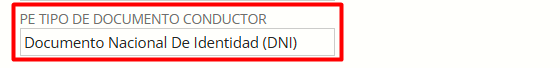 PE TIPO DE DOCUMENTO CONDUCTOR
Documento Nacional De Identidad (DNI)